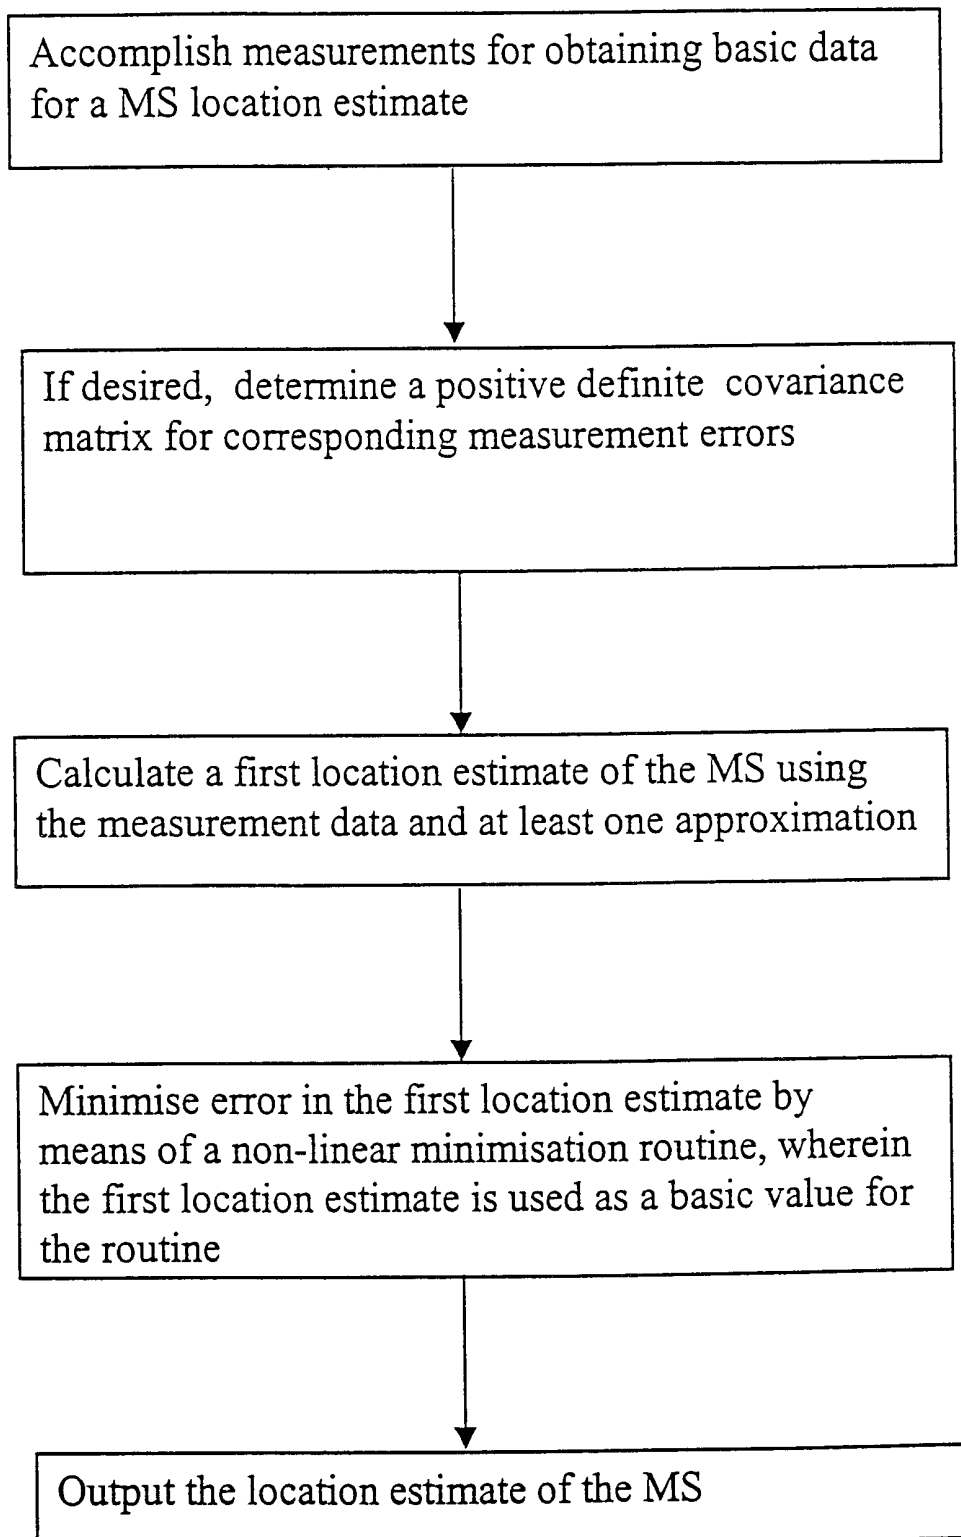 Accomplish measurements for obtaining basic data
for a MS location estimate
If desired, determine a positive definite covariance
matrix for corresponding measurement errors
Calculate a first location estimate of the MS using
the measurement data and at least one approximation
Minimise error in the first location estimate by
means of a non-linear minimisation routine, wherein
the first location estimate is used as a basic value for
the routine
Output the location estimate of the MS